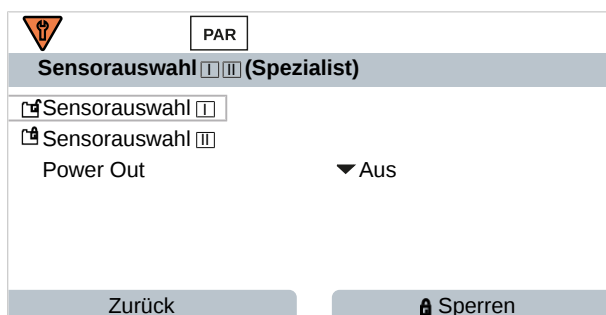 PAR
Sensorauswahl I II (Spezialist)
Sensorauswahl I
Sensorauswahl II
Power Out Aus
Zurück Sperren